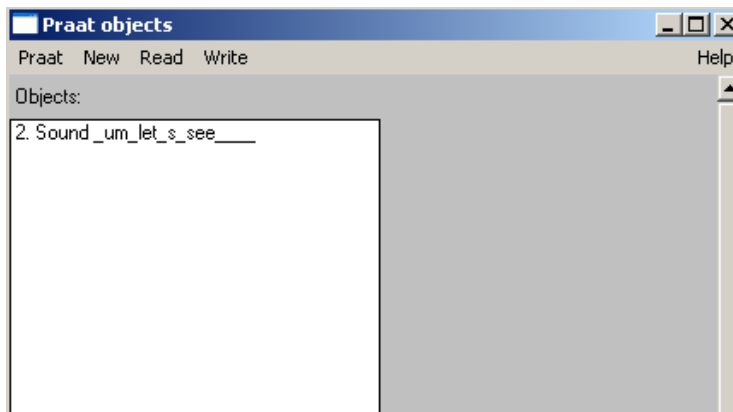 Praat objects
Praat New Read Write Help
Objects:
2. Sound _um_let_s_see____